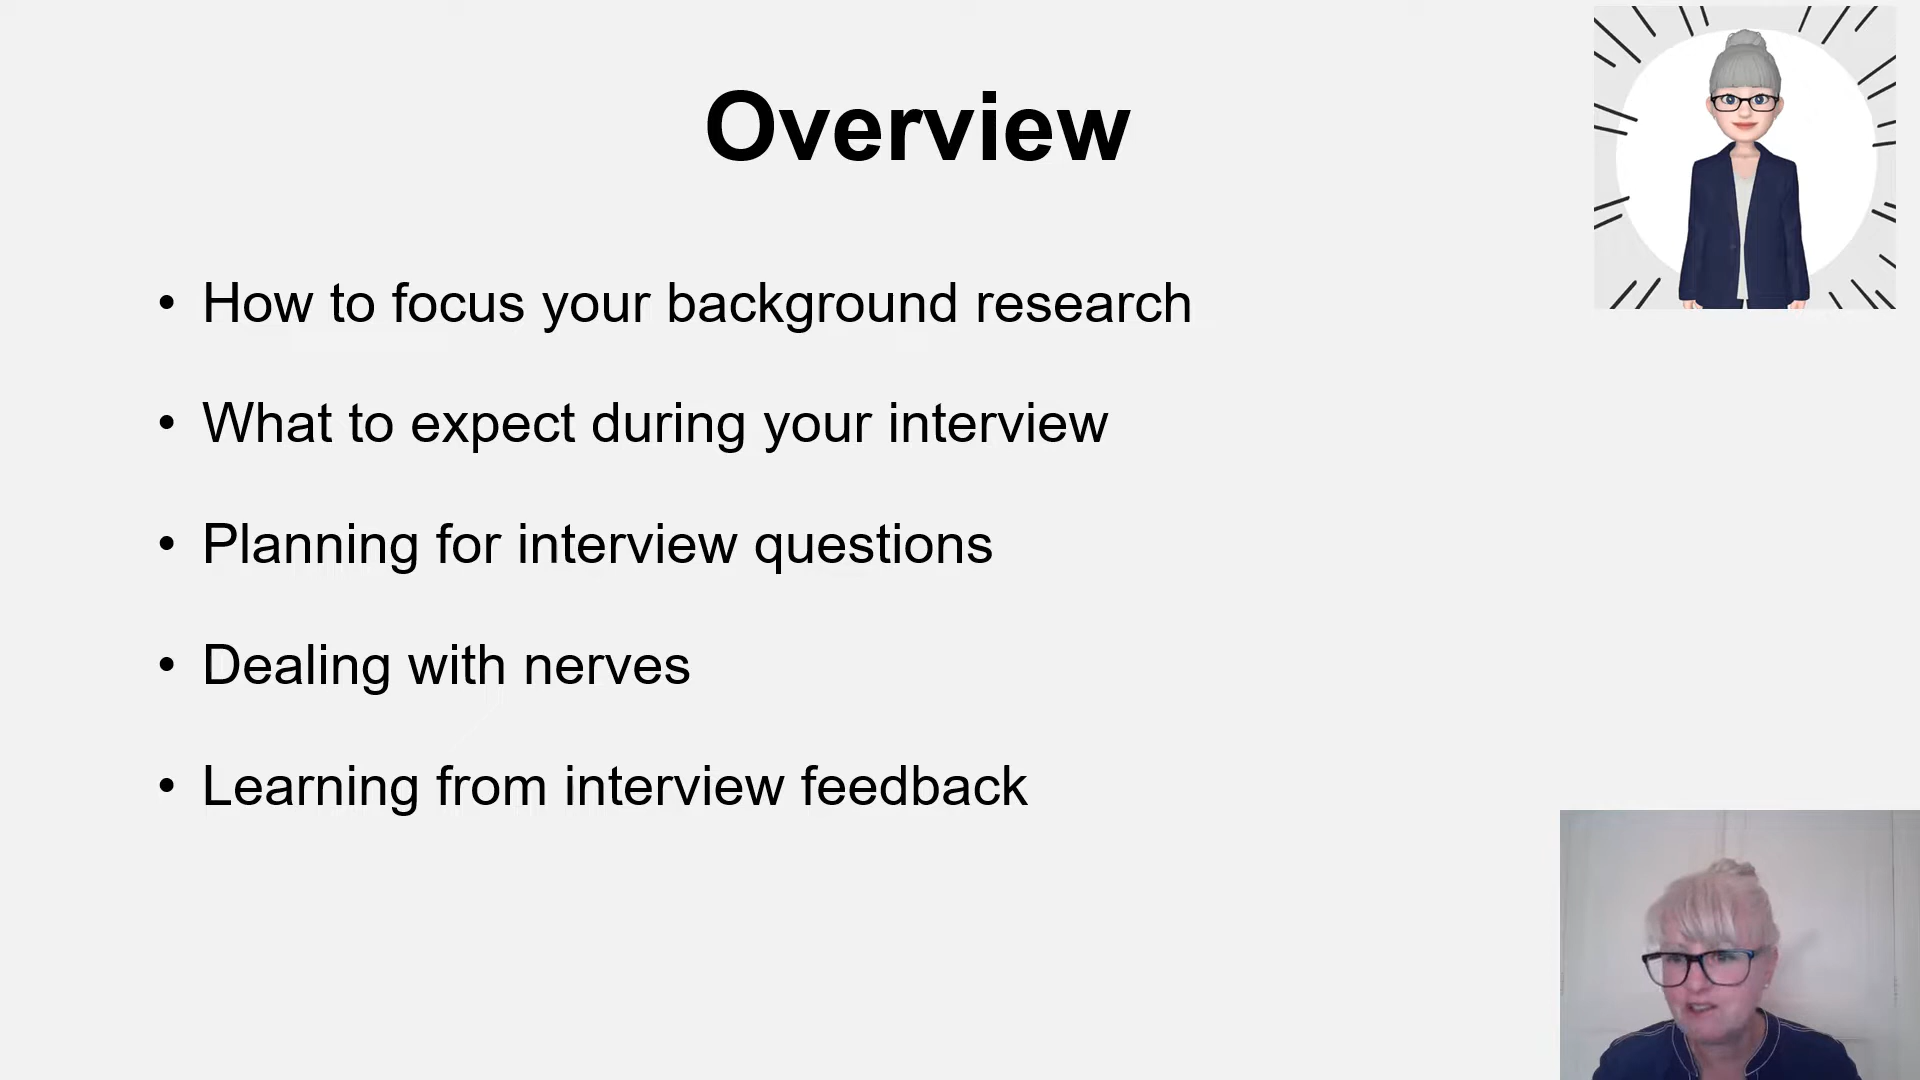 Overview
• How to focus your background research
• What to expect during your interview
• Planning for interview questions
• Dealing with nerves
• Learning from interview feedback